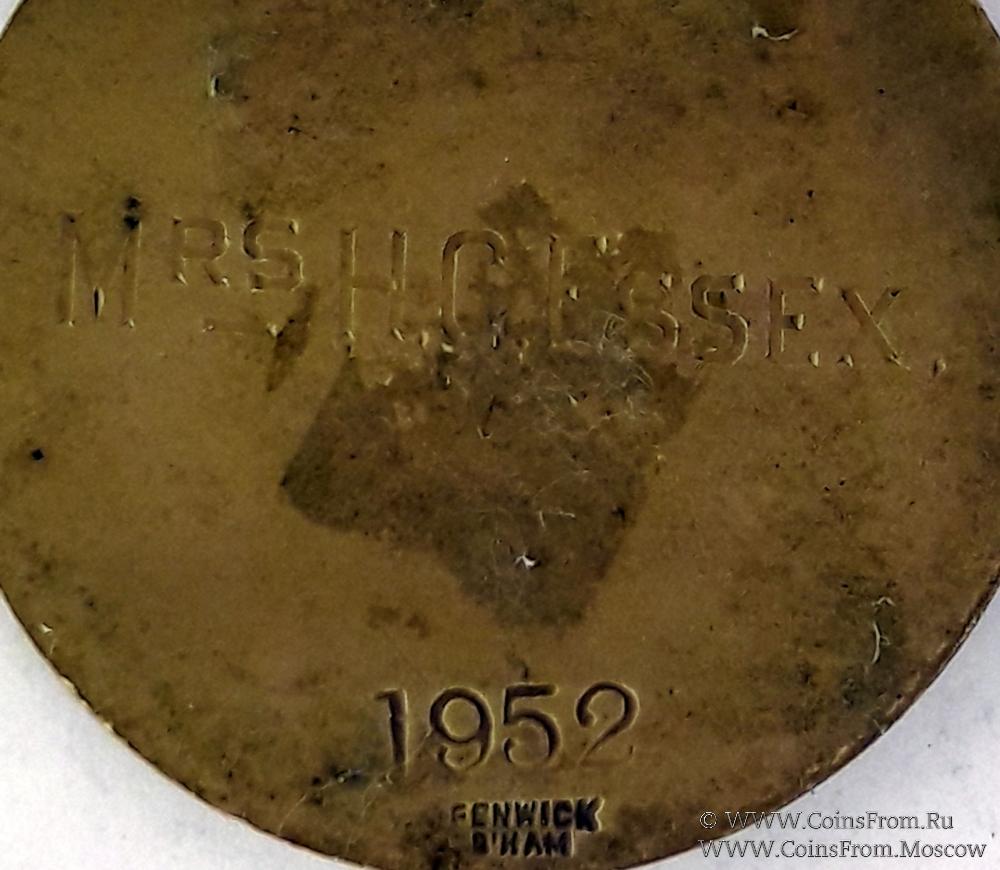 MRS H. C. ESSEX.
1952
FENWICK
B'HAM
© WWW.CoinsFrom.Ru
WWW.CoinsFrom.Moscow